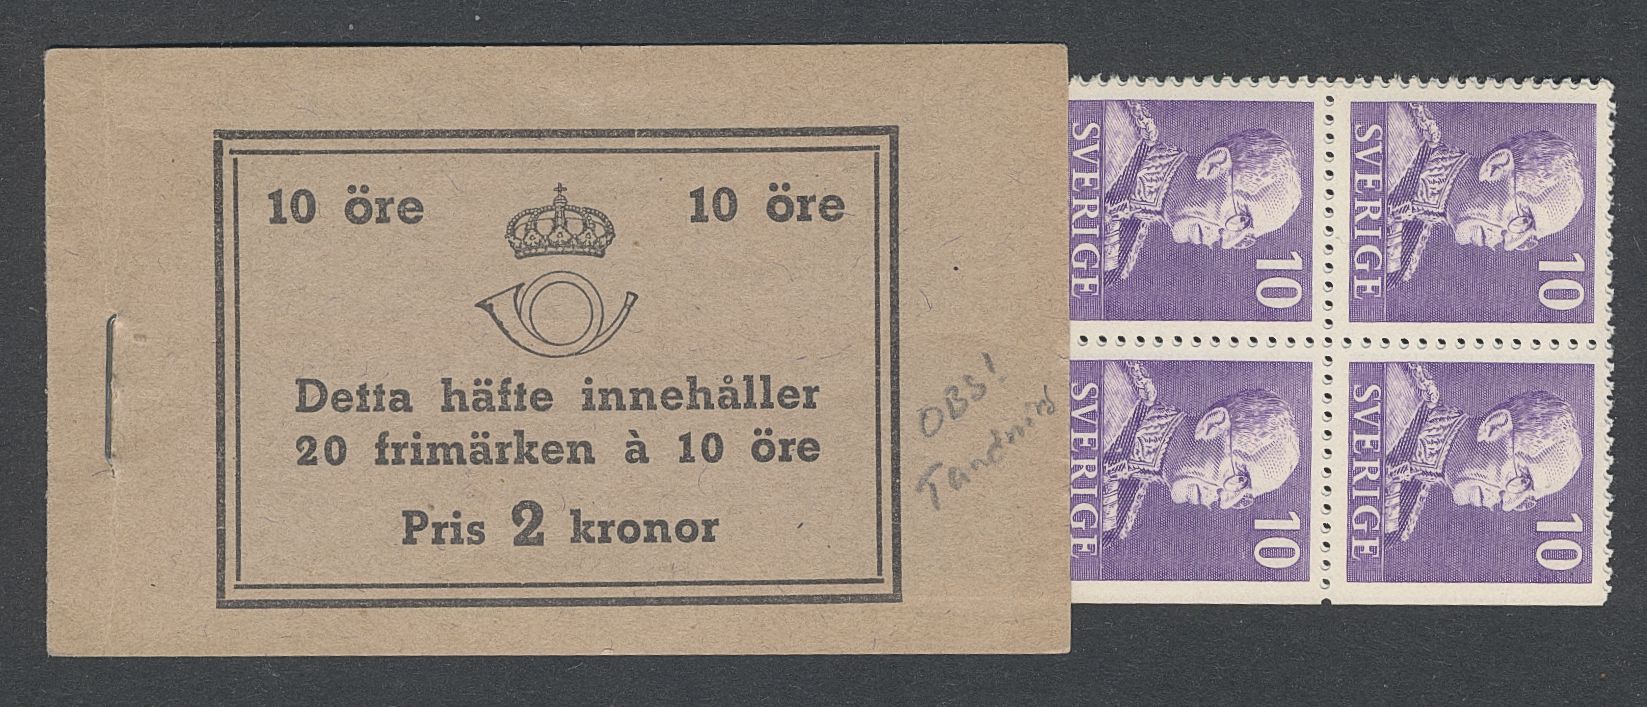 10 öre 10 öre
Detta häfte innehåller
20 frimärken à 10 öre
Pris 2 kronor
OBS!
SVERIGE 10
SVERIGE 10
SVERIGE 10
SVERIGE 10